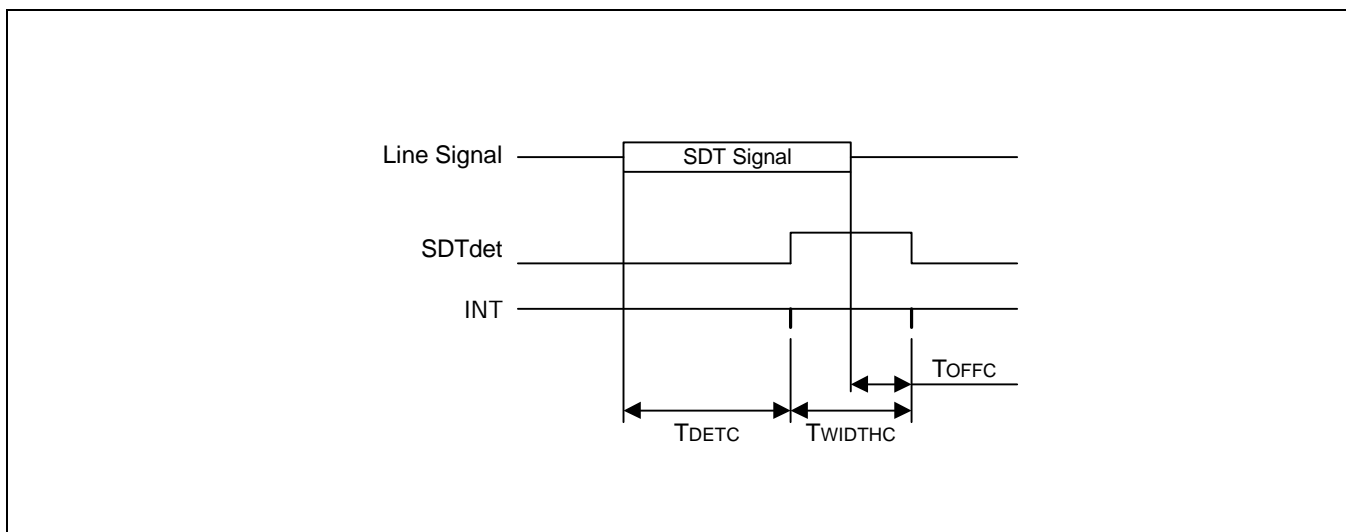 Line Signal
SDT Signal
SDTdet
INT
TOFFC
TDETC
TWIDTHC